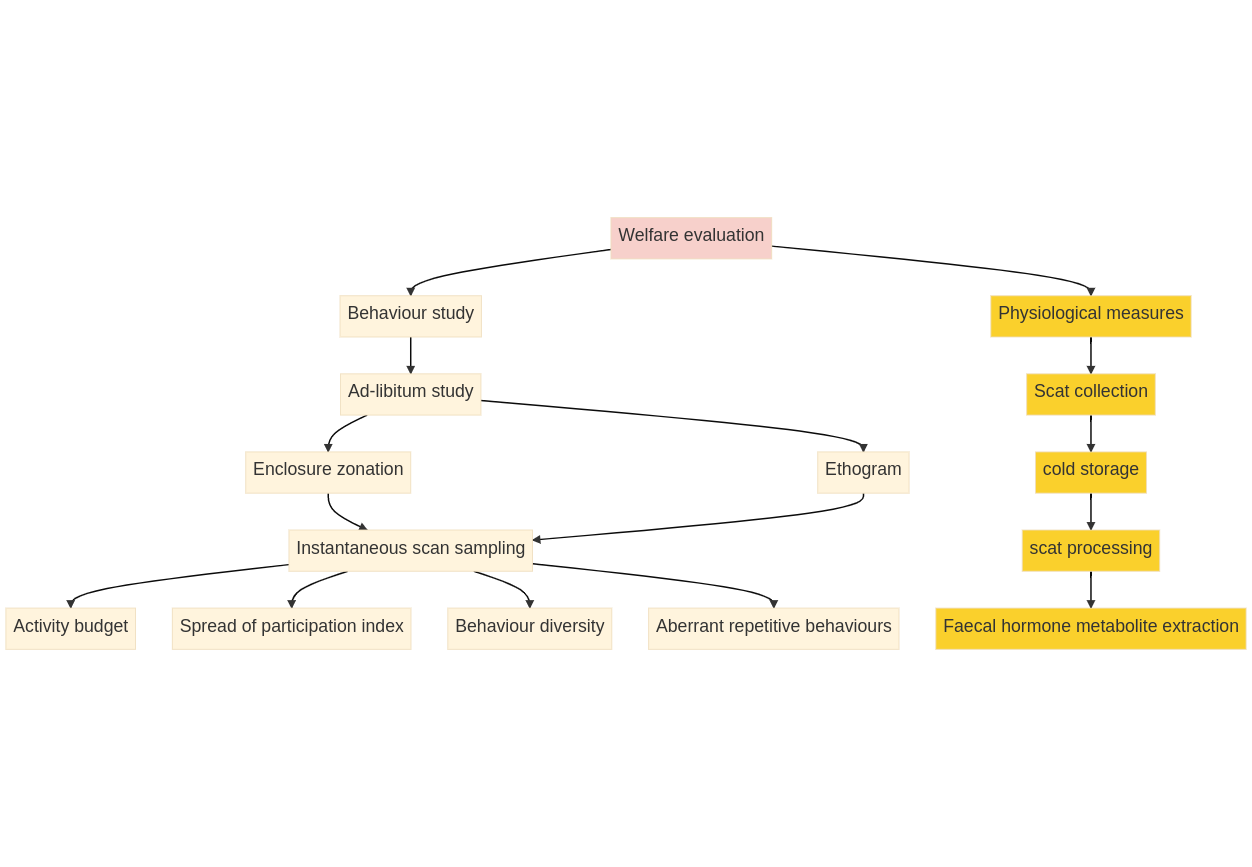 Welfare evaluation
Behaviour study
Physiological measures
Ad-libitum study
Scat collection
Enclosure zonation
Ethogram
cold storage
Instantaneous scan sampling
scat processing
Activity budget
Spread of participation index
Behaviour diversity
Aberrant repetitive behaviours
Faecal hormone metabolite extraction